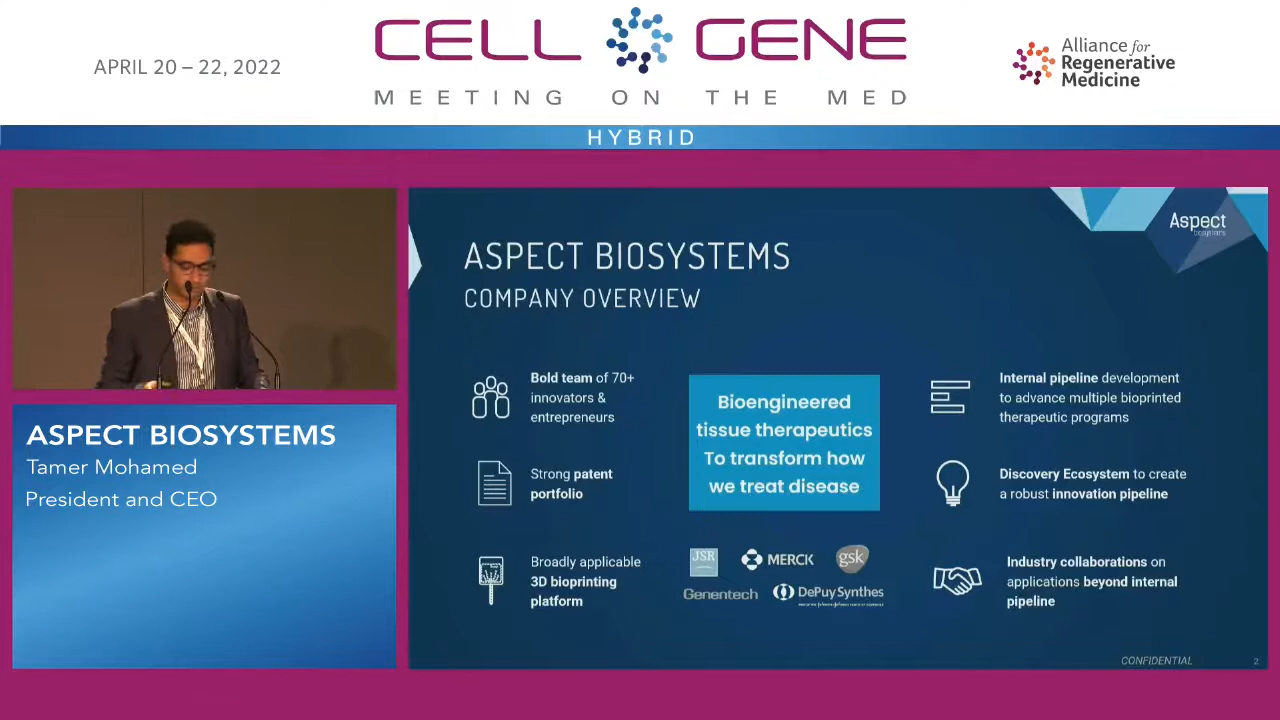 APRIL 20 – 22, 2022
CELL GENE
MEETING ON THE MED
Alliance for
Regenerative
Medicine
HYBRID
ASPECT BIOSYSTEMS
Tamer Mohamed
President and CEO
Aspect
biosystems
ASPECT BIOSYSTEMS
COMPANY OVERVIEW
Bold team of 70+
innovators &
entrepreneurs
Strong patent
portfolio
Broadly applicable
3D bioprinting
platform
Bioengineered
tissue therapeutics
To transform how
we treat disease
JSR
MERCK
gsk
Genentech
DePuySynthes
Internal pipeline development
to advance multiple bioprinted
therapeutic programs
Discovery Ecosystem to create
a robust innovation pipeline
Industry collaborations on
applications beyond internal
pipeline
CONFIDENTIAL
2